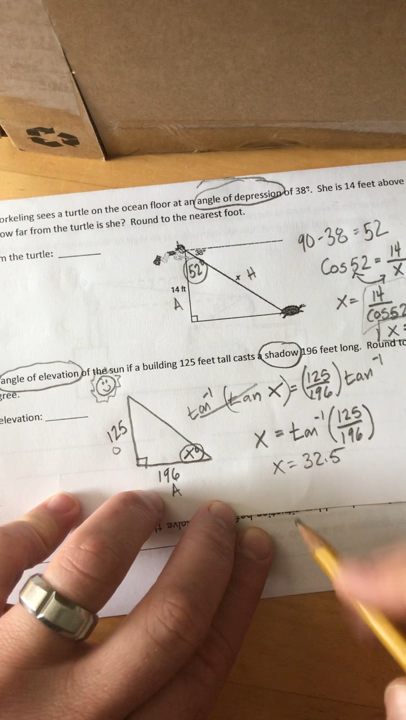 orkeling sees a turtle on the ocean floor at an angle of depression of 38°. She is 14 feet above
ow far from the turtle is she? Round to the nearest foot.
m the turtle:
38°
52°
14 ft
A
x H
90-38=52
Cos52=14/x
x=14/cos52
x=
angle of elevation of the sun if a building 125 feet tall casts a shadow 196 feet long. Round to
gree.
elevation:
125
O
x°
196
A
tan⁻¹(tan x)=(125/196)tan⁻¹
x=tan⁻¹(125/196)
x=32.5